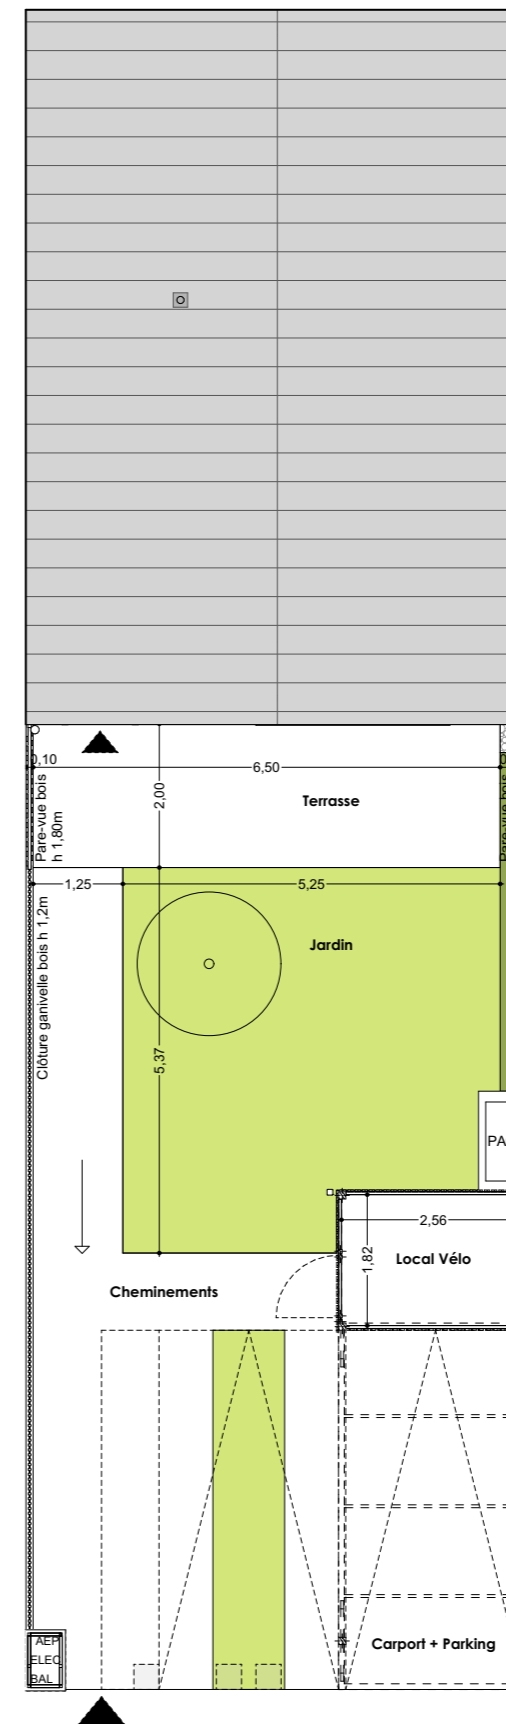 0,10
6,50
Pare-vue bois
h 1,80m
2,00
Terrasse
Pare-vue bois
1,25
5,25
Clôture ganivelle bois h 1,2m
Jardin
5,37
PA
2,56
1,82
Local Vélo
Cheminements
Carport + Parking
AEP
ELEC
BAL